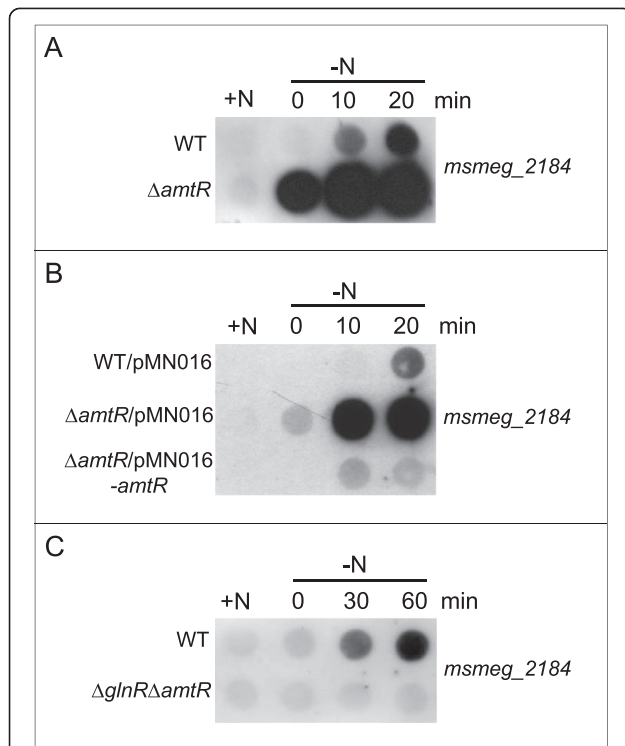 A
-N
+N 0 10 20 min
WT
msmeg_2184
ΔamtR
B
-N
+N 0 10 20 min
WT/pMN016
ΔamtR/pMN016
msmeg_2184
ΔamtR/pMN016
-amtR
C
-N
+N 0 30 60 min
WT
msmeg_2184
ΔglnRΔamtR